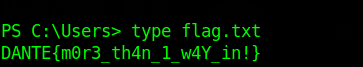 PS C:\Users> type flag.txt
DANTE{m0r3_th4n_1_w4Y_in!}